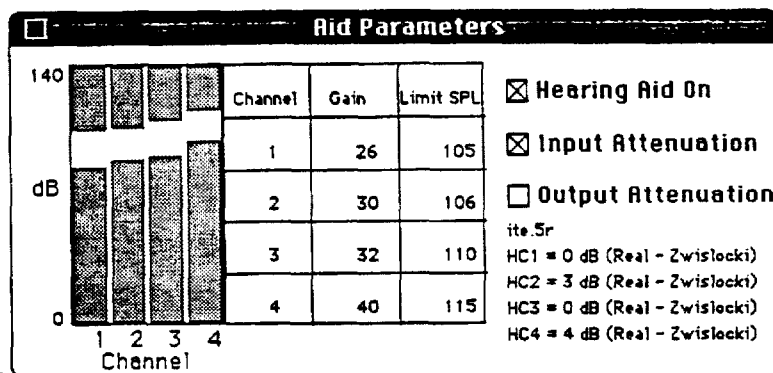 Aid Parameters
140
dB
0
1 2 3 4
Channel
Channel Gain Limit SPL
1 26 105
2 30 106
3 32 110
4 40 115
Hearing Aid On
Input Attenuation
Output Attenuation
ite.5r
HC1 = 0 dB (Real - Zwislocki)
HC2 = 3 dB (Real - Zwislocki)
HC3 = 0 dB (Real - Zwislocki)
HC4 = 4 dB (Real - Zwislocki)